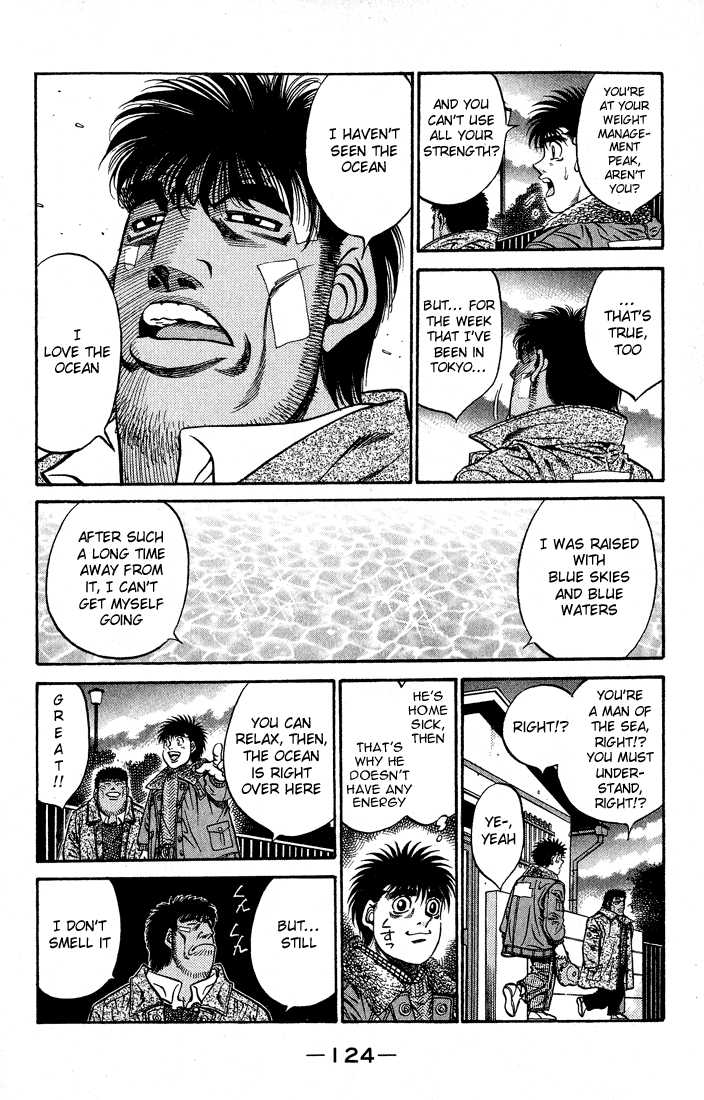 YOU'RE
AT YOUR
WEIGHT
MANAGE-
MENT
PEAK,
AREN'T
YOU?
AND YOU
CAN'T USE
ALL YOUR
STRENGTH?
I HAVEN'T
SEEN THE
OCEAN
I
LOVE THE
OCEAN
...
THAT'S
TRUE,
TOO
BUT... FOR
THE WEEK
THAT I'VE
BEEN IN
TOKYO...
I WAS RAISED
WITH
BLUE SKIES
AND BLUE
WATERS
AFTER SUCH
A LONG TIME
AWAY FROM
IT, I CAN'T
GET MYSELF
GOING
YOU'RE
A MAN OF
THE SEA,
RIGHT!?
YOU MUST
UNDER-
STAND,
RIGHT!?
RIGHT!?
YE-,
YEAH
HE'S
HOME
SICK,
THEN
THAT'S
WHY HE
DOESN'T
HAVE ANY
ENERGY
YOU CAN
RELAX, THEN,
THE OCEAN
IS RIGHT
OVER HERE
GREAT!!
BUT...
STILL
くんくん
I DON'T
SMELL IT
—124—